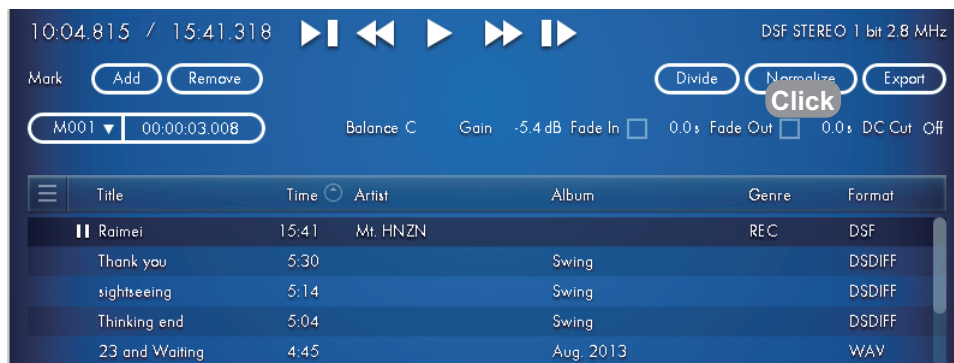 10:04.815 / 15:41.318 DSF STEREO 1 bit 2.8 MHz
Mark Add Remove Divide Normalize Export
Click
M001 ▼ 00:00:03.008 Balance C Gain -5.4 dB Fade In 0.0 s Fade Out 0.0 s DC Cut Off
Title Time Artist Album Genre Format
Raimei 15:41 Mt. HNZN REC DSF
Thank you 5:30 Swing DSDIFF
sightseeing 5:14 Swing DSDIFF
Thinking end 5:04 Swing DSDIFF
23 and Waiting 4:45 Aug. 2013 WAV